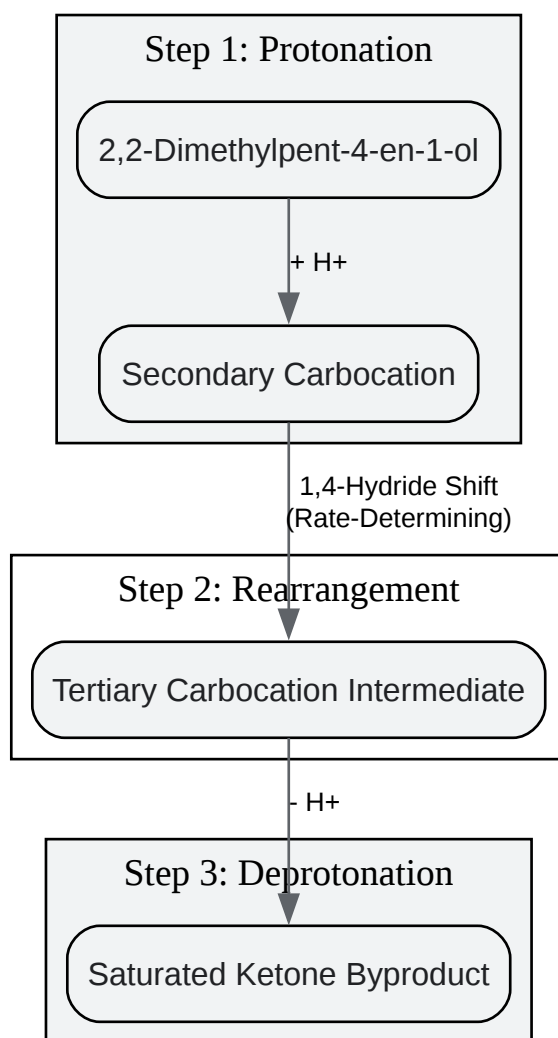 Step 1: Protonation
2,2-Dimethylpent-4-en-1-ol
+ H+
Secondary Carbocation
1,4-Hydride Shift
(Rate-Determining)
Step 2: Rearrangement
Tertiary Carbocation Intermediate
- H+
Step 3: Deprotonation
Saturated Ketone Byproduct